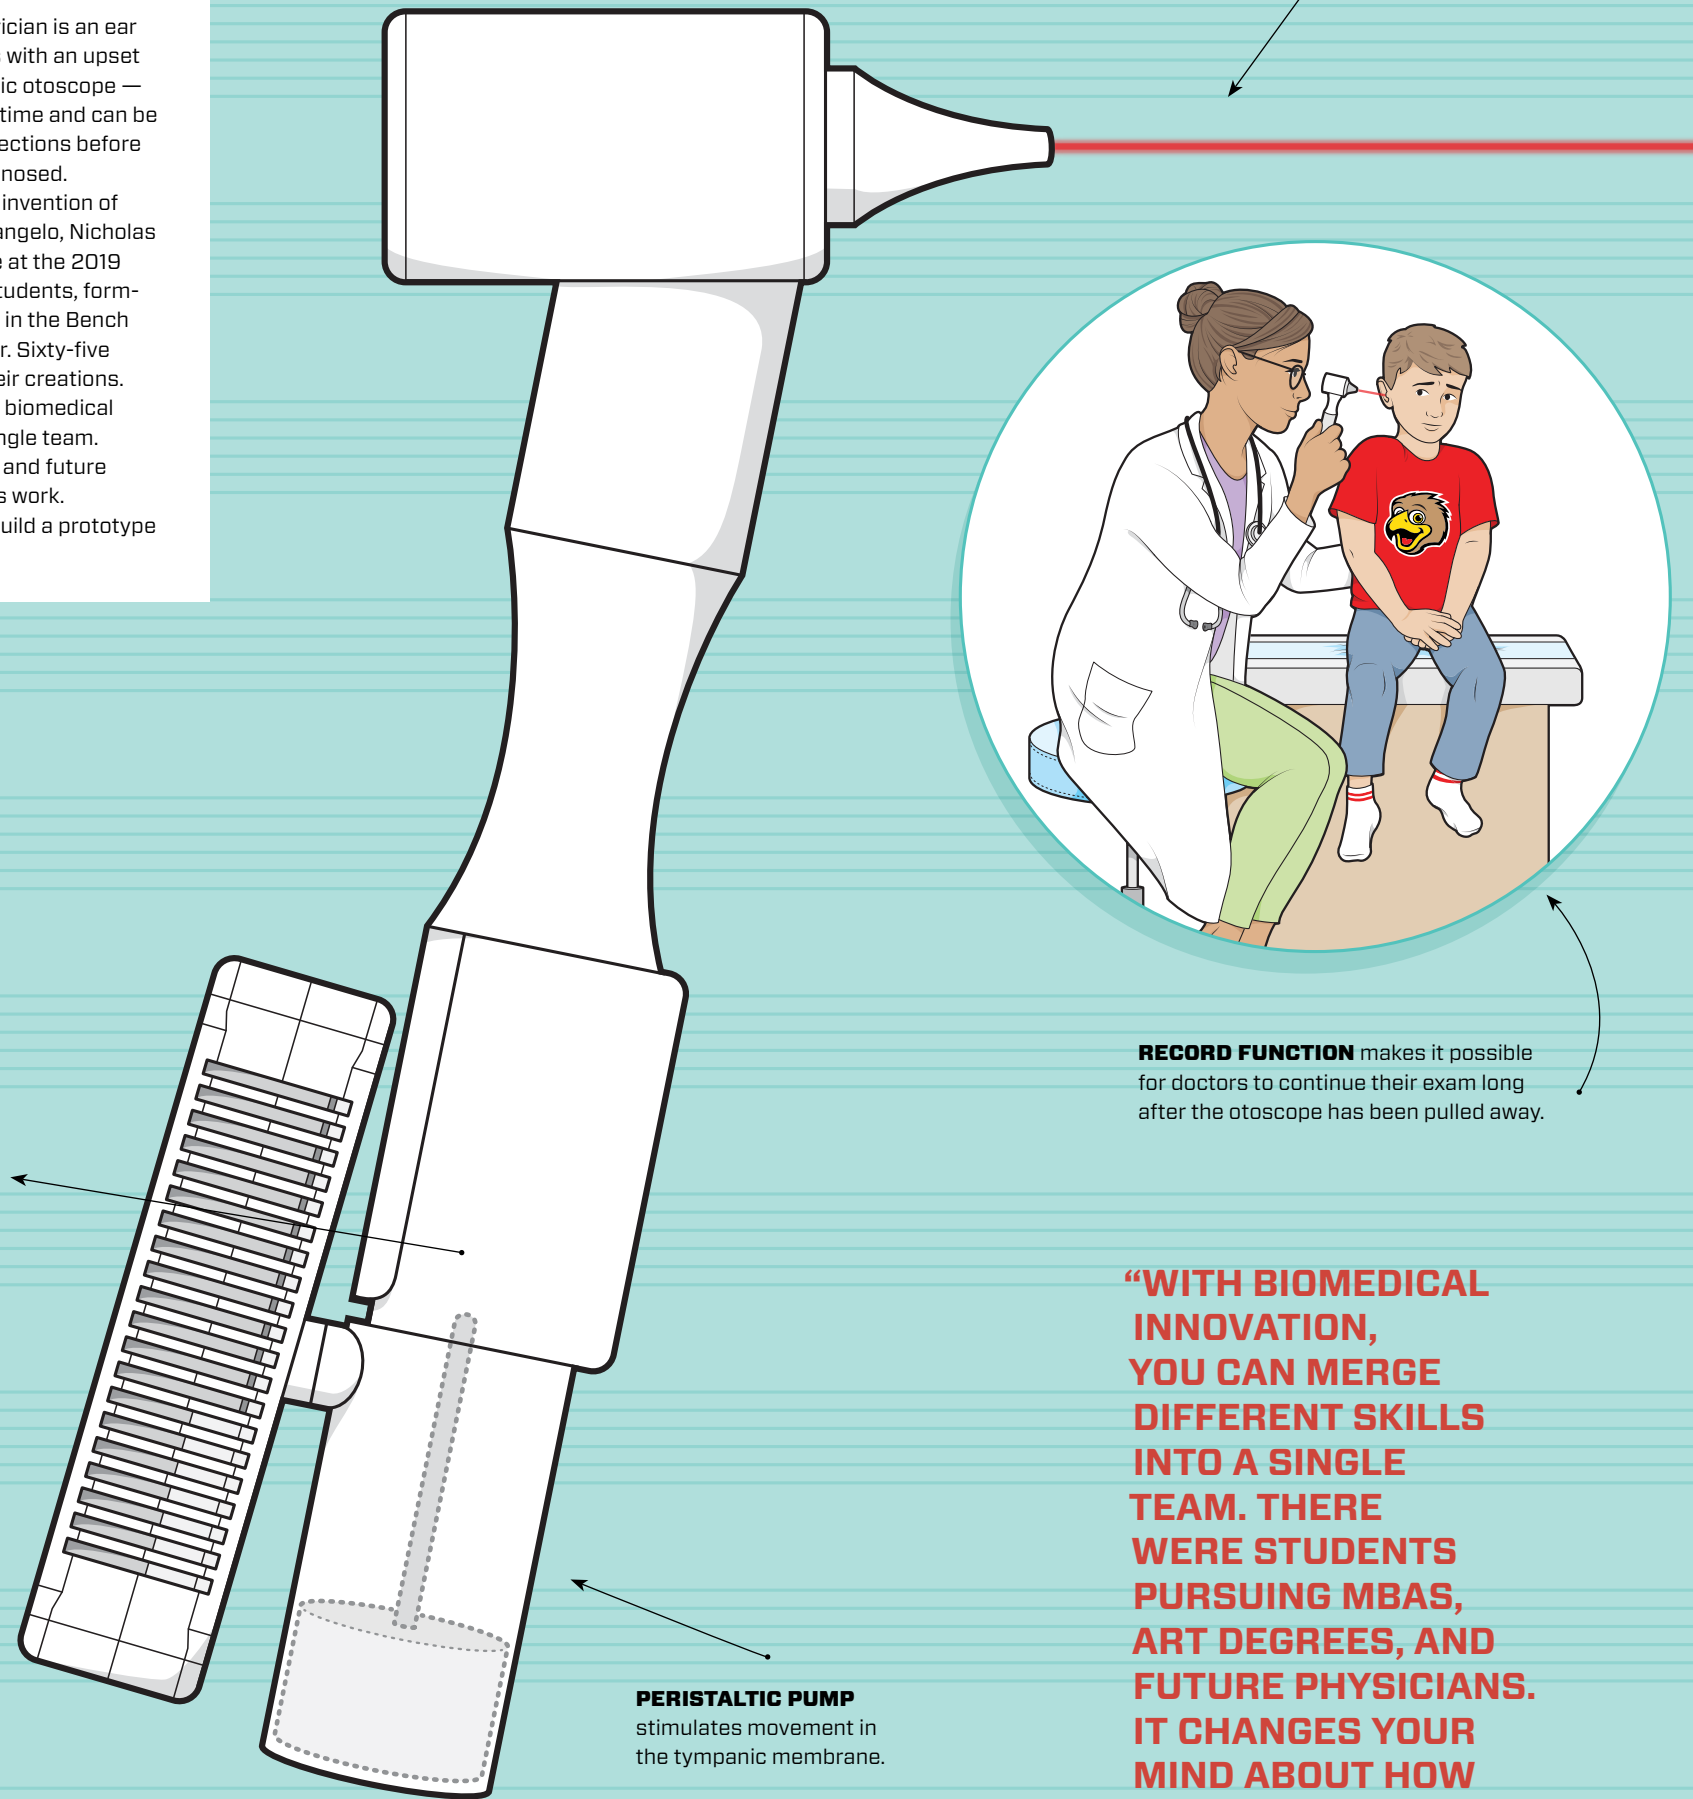 ician is an ear
s with an upset
ic otoscope —
time and can be
ections before
nosed.
invention of
angelo, Nicholas
e at the 2019
tudents, form-
in the Bench
r. Sixty-five
eir creations.
biomedical
ngle team.
and future
s work.
uild a prototype
RECORD FUNCTION makes it possible
for doctors to continue their exam long
after the otoscope has been pulled away.
“WITH BIOMEDICAL
INNOVATION,
YOU CAN MERGE
DIFFERENT SKILLS
INTO A SINGLE
TEAM. THERE
WERE STUDENTS
PURSUING MBAS,
ART DEGREES, AND
FUTURE PHYSICIANS.
IT CHANGES YOUR
MIND ABOUT HOW
PERISTALTIC PUMP
stimulates movement in
the tympanic membrane.